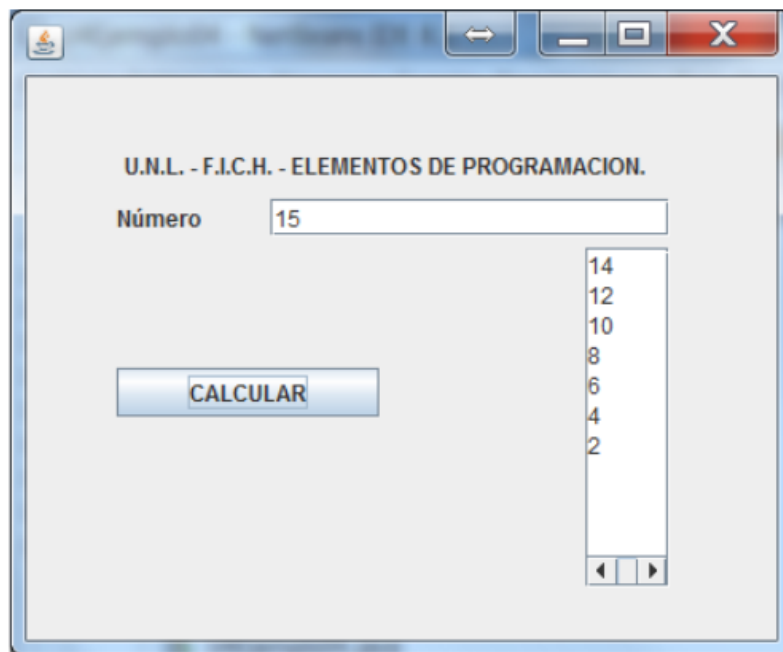 U.N.L. - F.I.C.H. - ELEMENTOS DE PROGRAMACION.
Número 15
14
12
10
8
6
4
2
CALCULAR